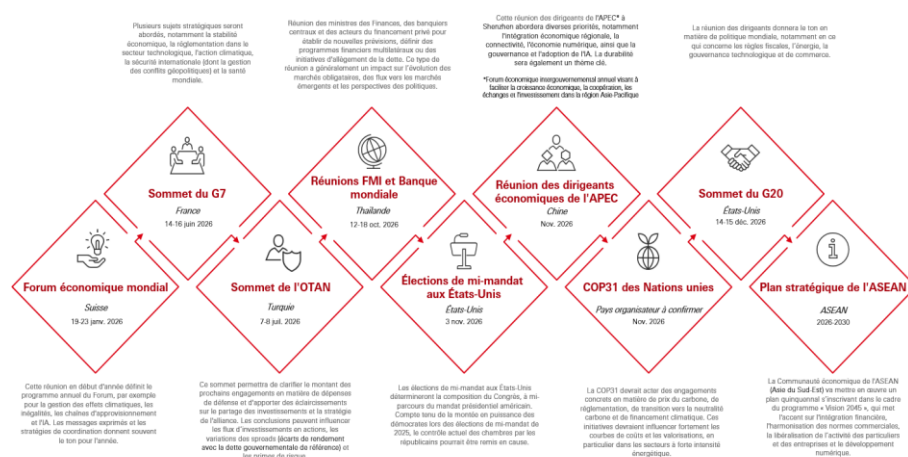 Plusieurs sujets stratégiques seront
abordés, notamment la stabilité
économique, la réglementation dans le
secteur technologique, l'action climatique,
la sécurité internationale (dont la gestion
des conflits géopolitiques) et la santé
mondiale.
Réunion des ministres des Finances, des banquiers
centraux et des acteurs du financement privé pour
établir de nouvelles prévisions, définir des
programmes financiers multilatéraux ou des
initiatives d'allègement de la dette. Ce type de
réunion a généralement un impact sur l'évolution des
marchés obligataires, des flux vers les marchés
émergents et les perspectives des politiques.
Cette réunion des dirigeants de l'APEC* à
Shenzhen abordera diverses priorités, notamment
l'intégration économique régionale, la
connectivité, l'économie numérique, ainsi que la
gouvernance et l'adoption de l'IA. La durabilité
sera également un thème clé.
*Forum économique intergouvernemental annuel visant à
faciliter la croissance économique, la coopération, les
échanges et l'investissement dans la région Asie-Pacifique
La réunion des dirigeants donnera le ton en
matière de politique mondiale, notamment en ce
qui concerne les règles fiscales, l'énergie, la
gouvernance technologique et de commerce.
Sommet du G7
France
14-16 juin 2026
Réunions FMI et Banque
mondiale
Thaïlande
12-18 oct. 2026
Réunion des dirigeants
économiques de l'APEC
Chine
Nov. 2026
Sommet du G20
États-Unis
14-15 déc. 2026
Forum économique mondial
Suisse
19-23 janv. 2026
Sommet de l'OTAN
Turquie
7-8 juil. 2026
Élections de mi-mandat
aux États-Unis
États-Unis
3 nov. 2026
COP31 des Nations unies
Pays organisateur à confirmer
Nov. 2026
Plan stratégique de l'ASEAN
ASEAN
2026-2030
Cette réunion en début d'année définit le
programme annuel du Forum, par exemple
pour la gestion des effets climatiques, les
inégalités, les chaînes d'approvisionnement
et l'IA. Les messages exprimés et les
stratégies de coordination donnent souvent
le ton pour l'année.
Ce sommet permettra de clarifier le montant des
prochains engagements en matière de dépenses
de défense et d'apporter des éclaircissements
sur le partage des investissements et la stratégie
de l'alliance. Les conclusions peuvent influencer
les flux d'investissements en actions, les
variations des spreads (écarts de rendement
avec la dette gouvernementale de référence) et
les primes de risque.
Les élections de mi-mandat aux États-Unis
détermineront la composition du Congrès, à mi-
parcours du mandat présidentiel américain.
Compte tenu de la montée en puissance des
démocrates lors des élections de mi-mandat de
2025, le contrôle actuel des chambres par les
républicains pourrait être remis en cause.
La COP31 devrait acter des engagements
concrets en matière de prix du carbone, de
réglementation, de transition vers la neutralité
carbone et de financement climatique. Ces
initiatives devraient influencer fortement les
courbes de coûts et les valorisations, en
particulier dans les secteurs à forte intensité
énergétique.
La Communauté économique de l'ASEAN
(Asie du Sud-Est) va mettre en œuvre un
plan quinquennal s'inscrivant dans le cadre
du programme « Vision 2045 », qui met
l'accent sur l'intégration financière,
l'harmonisation des normes commerciales,
la libéralisation de l'activité des particuliers
et des entreprises et le développement
numérique.